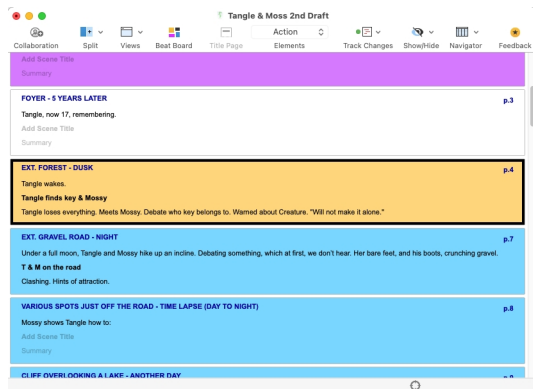 Tangle & Moss 2nd Draft
Action
Collaboration
Split
Views
Beat Board
Title Page
Elements
Track Changes
Show/Hide
Navigator
Feedback
Add Scene Title
Summary
FOYER - 5 YEARS LATER p.3
Tangle, now 17, remembering.
Add Scene Title
Summary
EXT. FOREST - DUSK p.4
Tangle wakes.
Tangle finds key & Mossy
Tangle loses everything. Meets Mossy. Debate who key belongs to. Warned about Creature. "Will not make it alone."
EXT. GRAVEL ROAD - NIGHT p.7
Under a full moon, Tangle and Mossy hike up an incline. Debating something, which at first, we don't hear. Her bare feet, and his boots, crunching gravel.
T & M on the road
Clashing. Hints of attraction.
VARIOUS SPOTS JUST OFF THE ROAD - TIME LAPSE (DAY TO NIGHT) p.8
Mossy shows Tangle how to:
Add Scene Title
Summary
CLIFF OVERLOOKING A LAKE - ANOTHER DAY